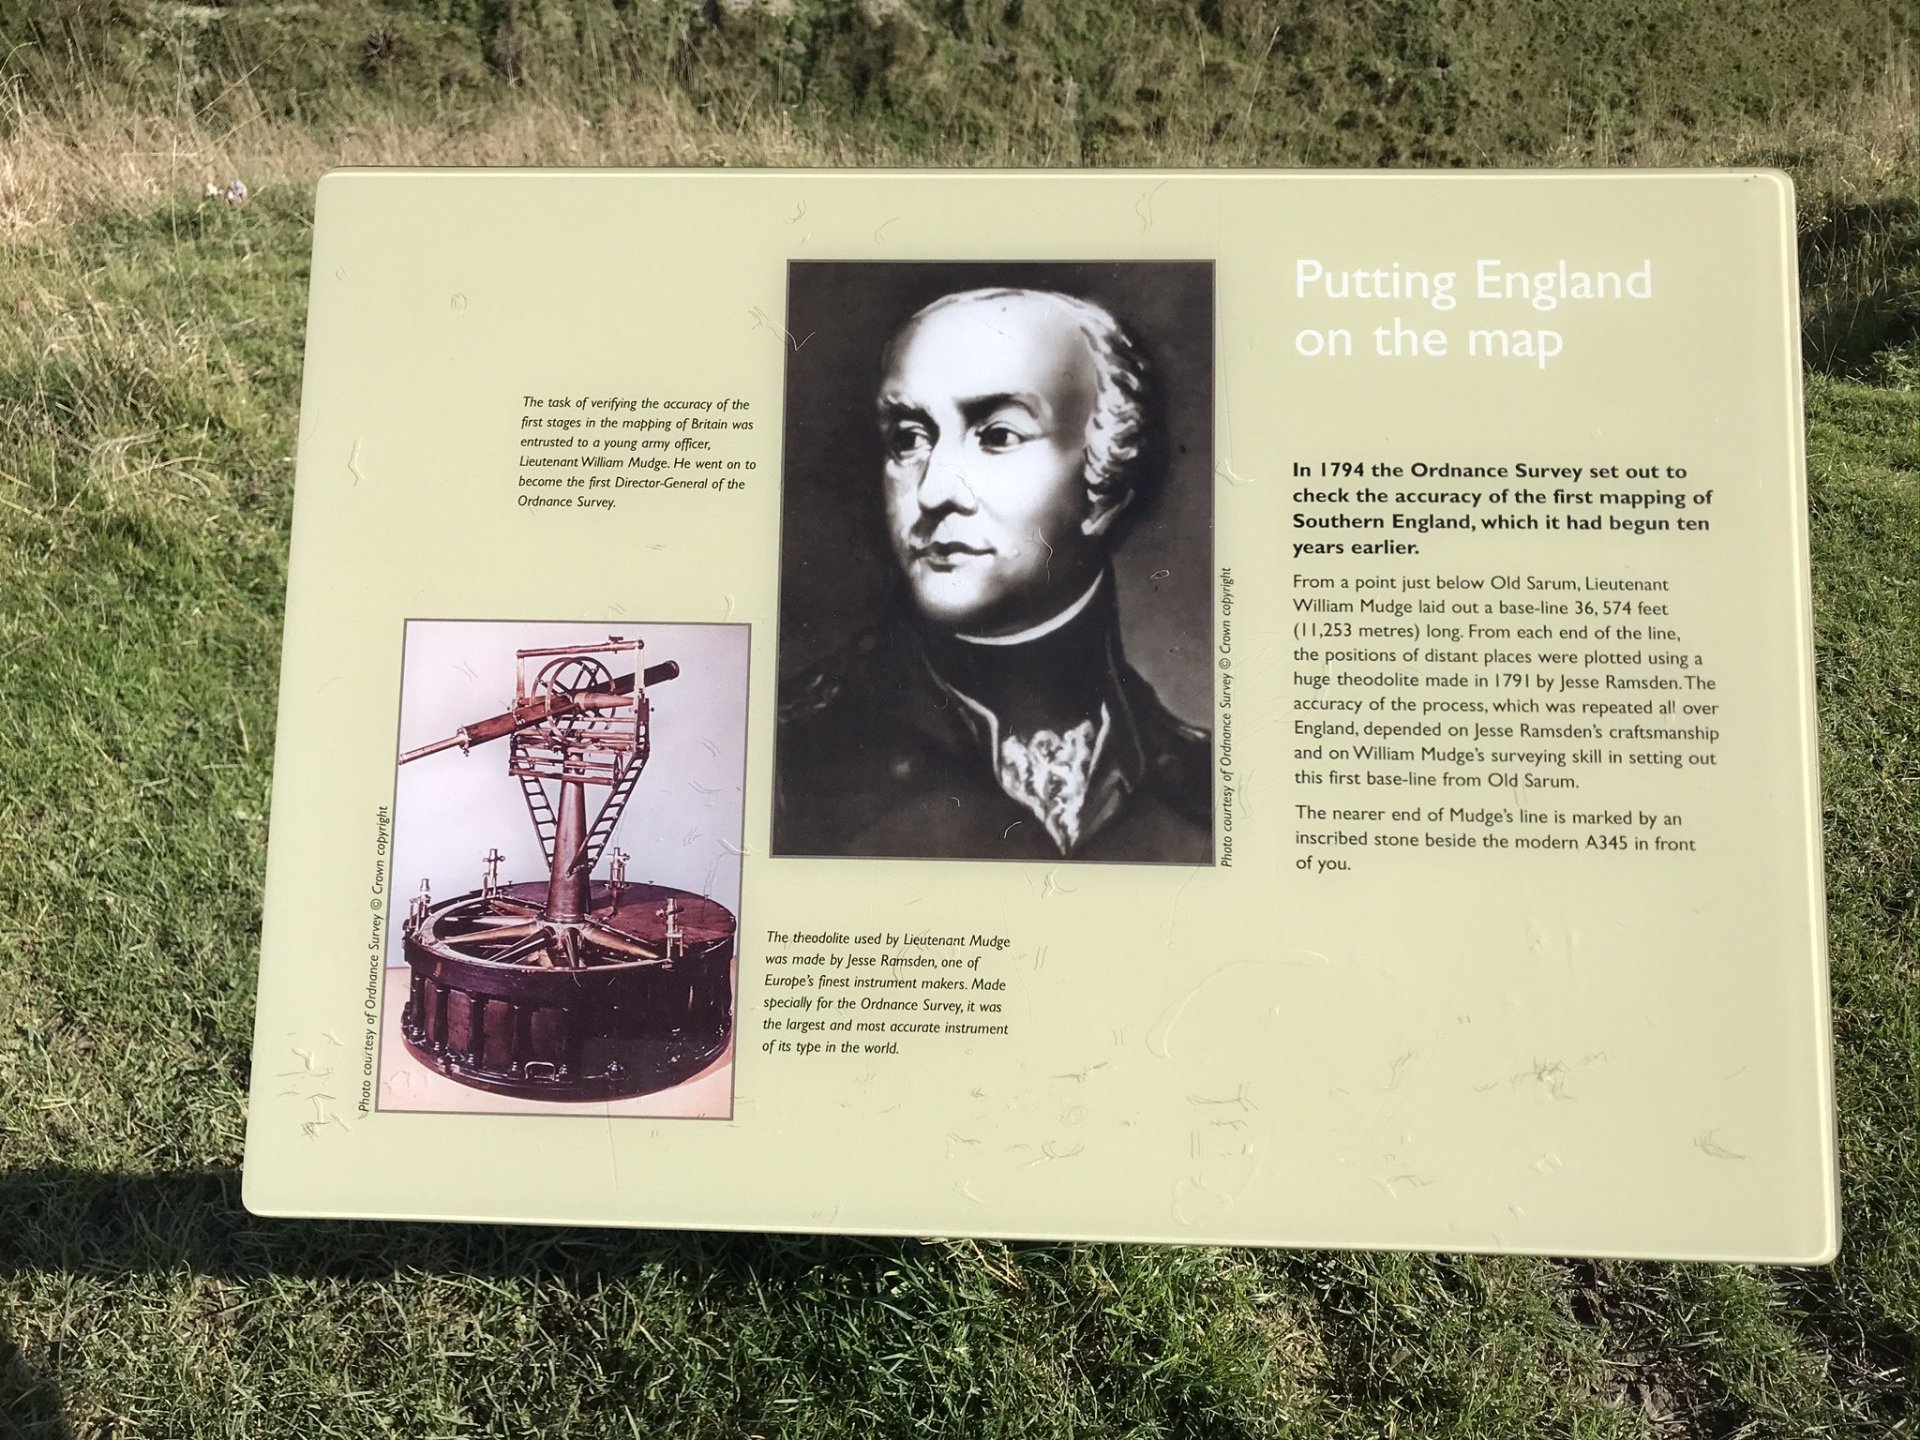 Putting England
on the map
In 1794 the Ordnance Survey set out to
check the accuracy of the first mapping of
Southern England, which it had begun ten
years earlier.
From a point just below Old Sarum, Lieutenant
William Mudge laid out a base-line 36, 574 feet
(11,253 metres) long. From each end of the line,
the positions of distant places were plotted using a
huge theodolite made in 1791 by Jesse Ramsden. The
accuracy of the process, which was repeated all over
England, depended on Jesse Ramsden's craftsmanship
and on William Mudge's surveying skill in setting out
this first base-line from Old Sarum.
The nearer end of Mudge's line is marked by an
inscribed stone beside the modern A345 in front
of you.
The task of verifying the accuracy of the
first stages in the mapping of Britain was
entrusted to a young army officer,
Lieutenant William Mudge. He went on to
become the first Director-General of the
Ordnance Survey.
Photo courtesy of Ordnance Survey © Crown copyright
Photo courtesy of Ordnance Survey © Crown copyright
The theodolite used by Lieutenant Mudge
was made by Jesse Ramsden, one of
Europe's finest instrument makers. Made
specially for the Ordnance Survey, it was
the largest and most accurate instrument
of its type in the world.